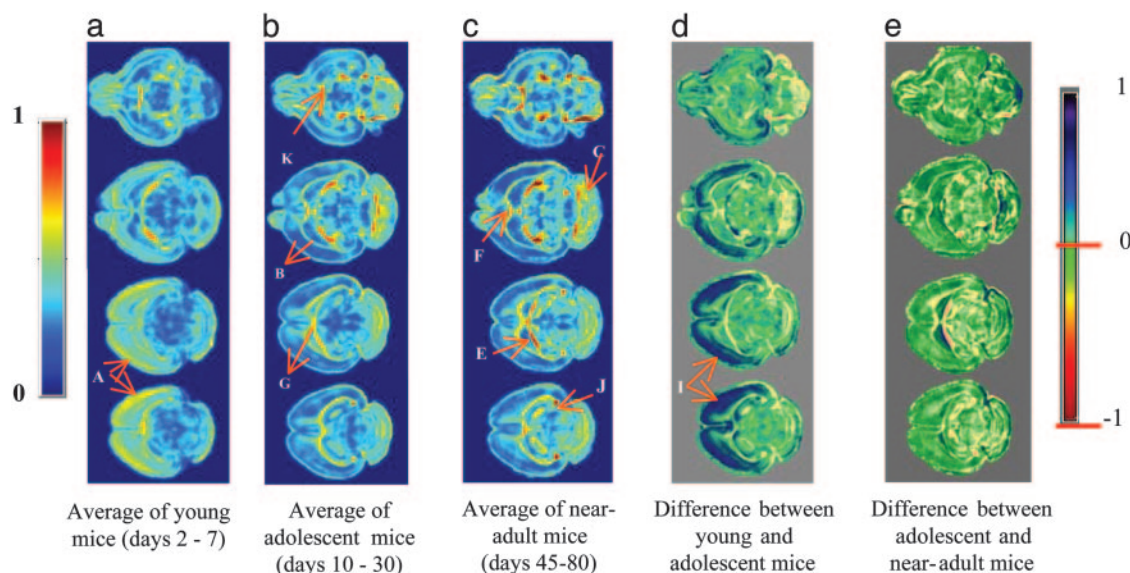 a
b
c
d
e
1
0
K
C
B
F
A
G
E
J
I
1
0
-1
Average of young
mice (days 2 - 7)
Average of
adolescent mice
(days 10 - 30)
Average of near-
adult mice
(days 45-80)
Difference between
young and
adolescent mice
Difference between
adolescent and
near-adult mice